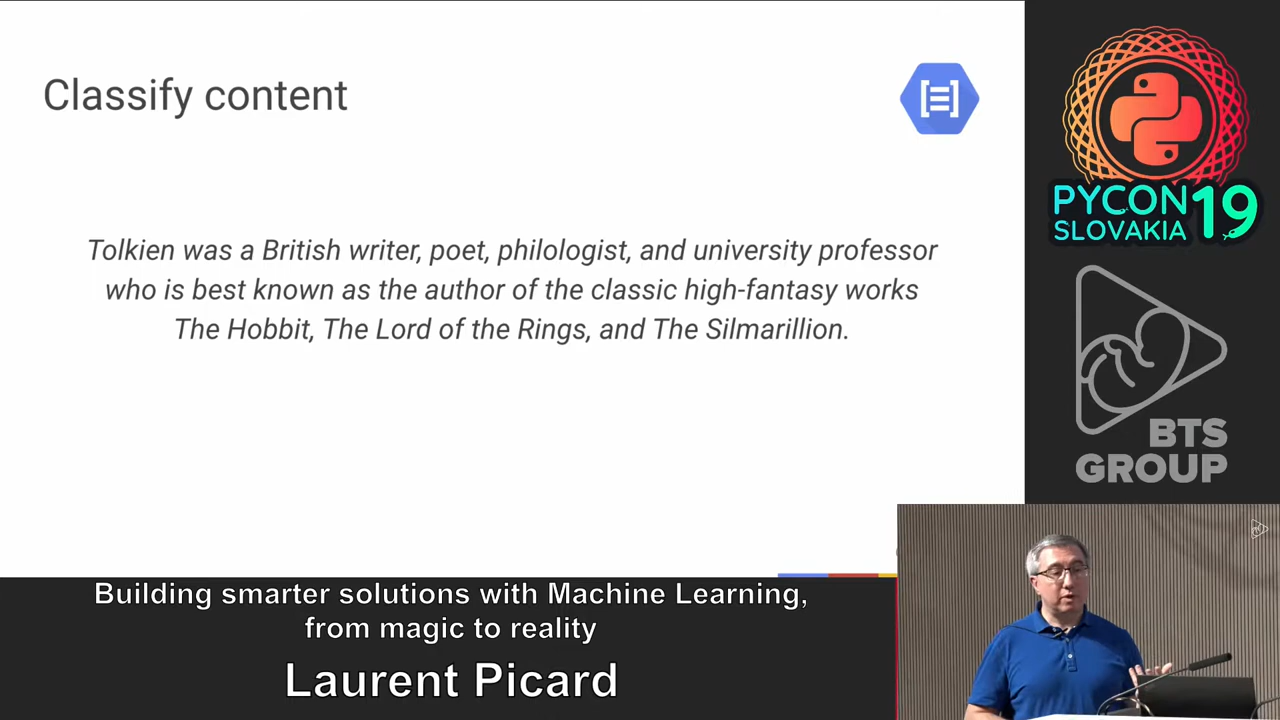 Classify content
Tolkien was a British writer, poet, philologist, and university professor
who is best known as the author of the classic high-fantasy works
The Hobbit, The Lord of the Rings, and The Silmarillion.
PYCON 19
SLOVAKIA
BTS
GROUP
Building smarter solutions with Machine Learning,
from magic to reality
Laurent Picard